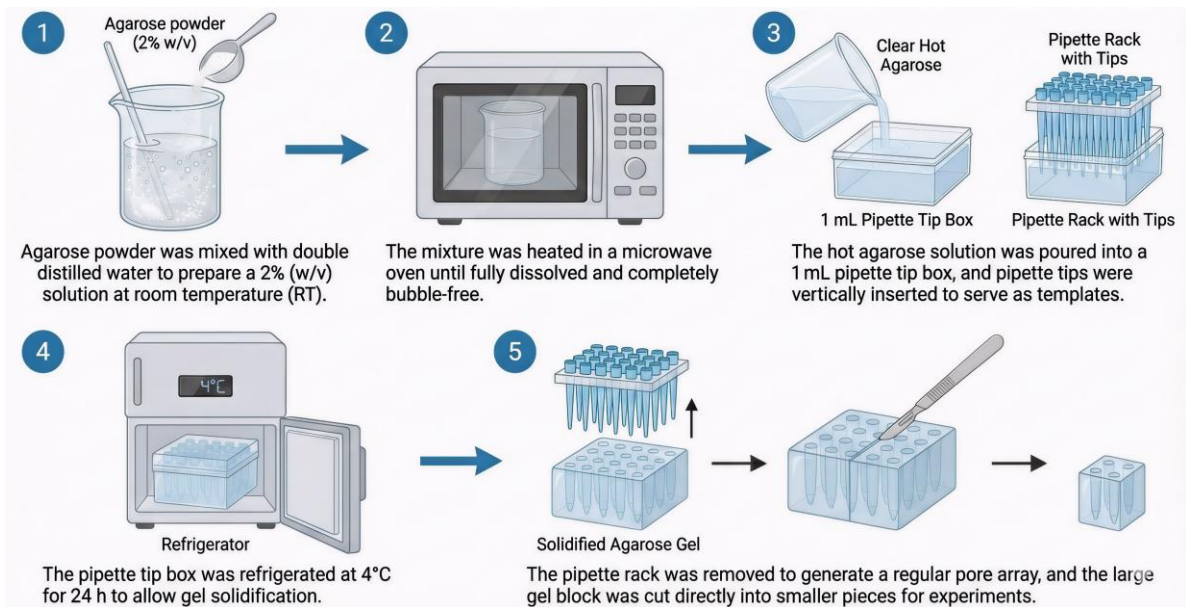 1
Agarose powder
(2% w/v)
Agarose powder was mixed with double
distilled water to prepare a 2% (w/v)
solution at room temperature (RT).
2
The mixture was heated in a microwave
oven until fully dissolved and completely
bubble-free.
3
Clear Hot
Agarose
Pipette Rack
with Tips
1 mL Pipette Tip Box
Pipette Rack with Tips
The hot agarose solution was poured into a
1 mL pipette tip box, and pipette tips were
vertically inserted to serve as templates.
4
4°C
Refrigerator
The pipette tip box was refrigerated at 4°C
for 24 h to allow gel solidification.
5
Solidified Agarose Gel
The pipette rack was removed to generate a regular pore array, and the large
gel block was cut directly into smaller pieces for experiments.